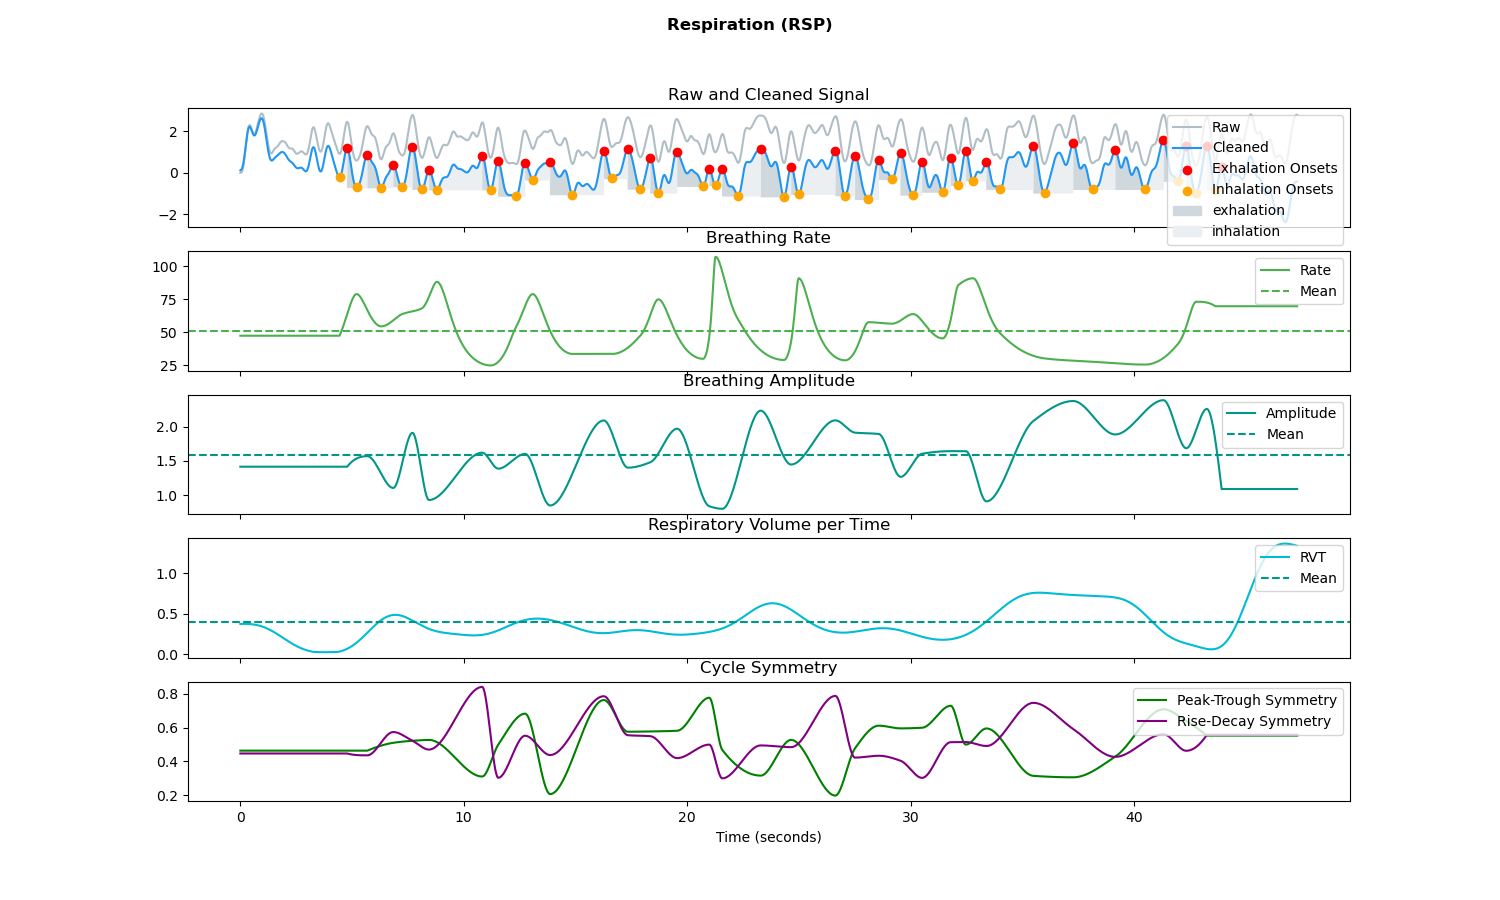 Respiration (RSP)
Raw and Cleaned Signal
2
0
−2
Raw
Cleaned
Exhalation Onsets
Inhalation Onsets
exhalation
inhalation
Breathing Rate
100
75
50
25
Rate
Mean
Breathing Amplitude
2.0
1.5
1.0
Amplitude
Mean
Respiratory Volume per Time
1.0
0.5
0.0
RVT
Mean
Cycle Symmetry
0.8
0.6
0.4
0.2
Peak-Trough Symmetry
Rise-Decay Symmetry
0 10 20 30 40
Time (seconds)